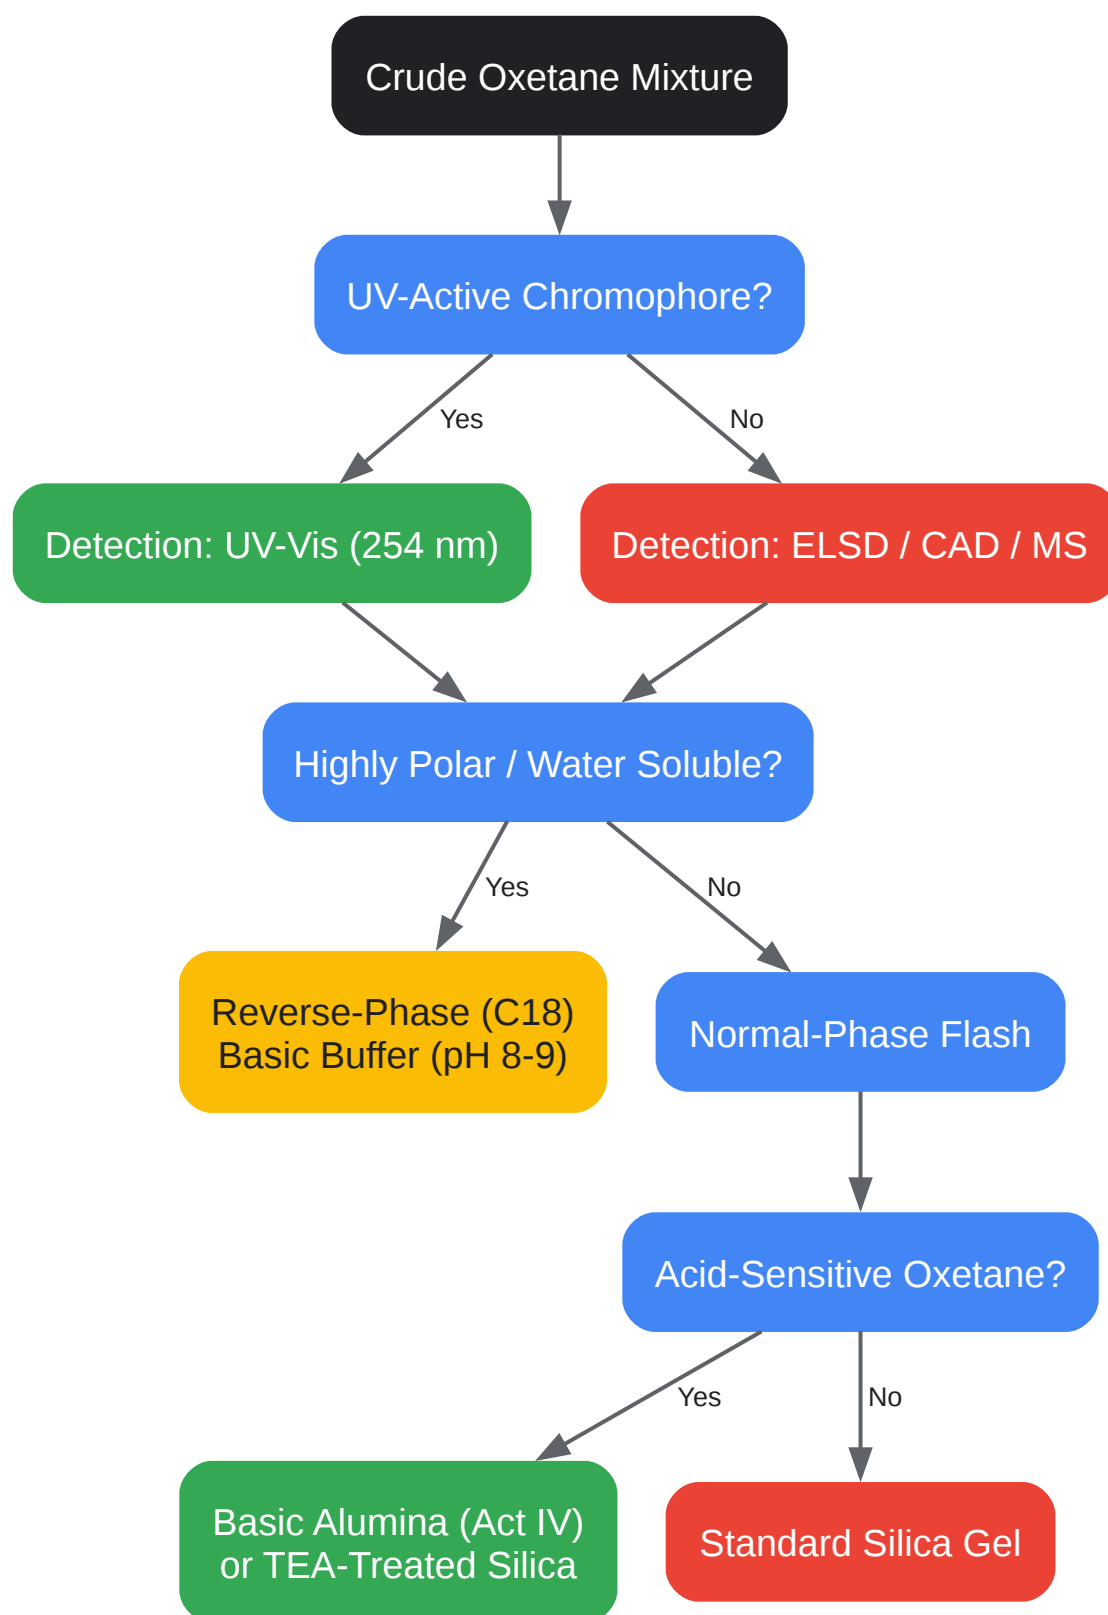 Crude Oxetane Mixture
UV-Active Chromophore?
Yes
No
Detection: UV-Vis (254 nm)
Detection: ELSD / CAD / MS
Highly Polar / Water Soluble?
Yes
No
Reverse-Phase (C18)
Basic Buffer (pH 8-9)
Normal-Phase Flash
Acid-Sensitive Oxetane?
Yes
No
Basic Alumina (Act IV)
or TEA-Treated Silica
Standard Silica Gel